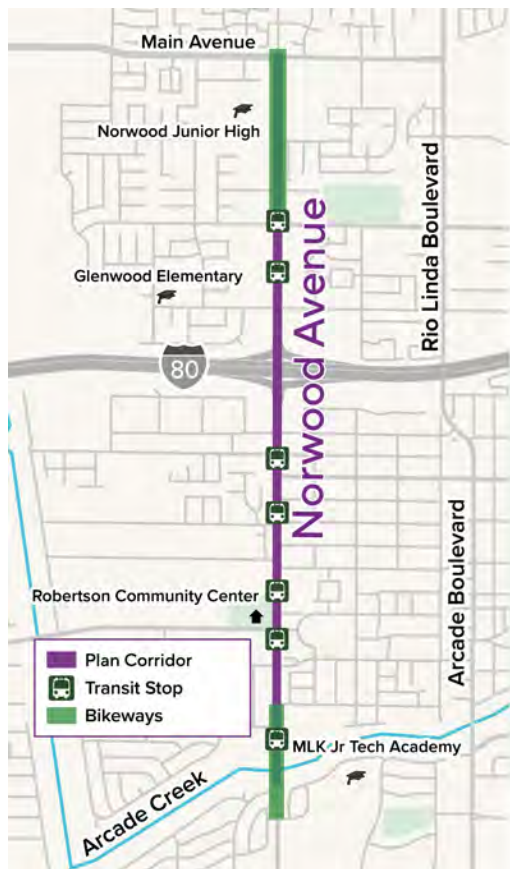 Main Avenue
Norwood Junior High
Rio Linda Boulevard
Norwood Avenue
Glenwood Elementary
80
Arcade Boulevard
Robertson Community Center
Plan Corridor
Transit Stop
Bikeways
MLK Jr Tech Academy
Arcade Creek